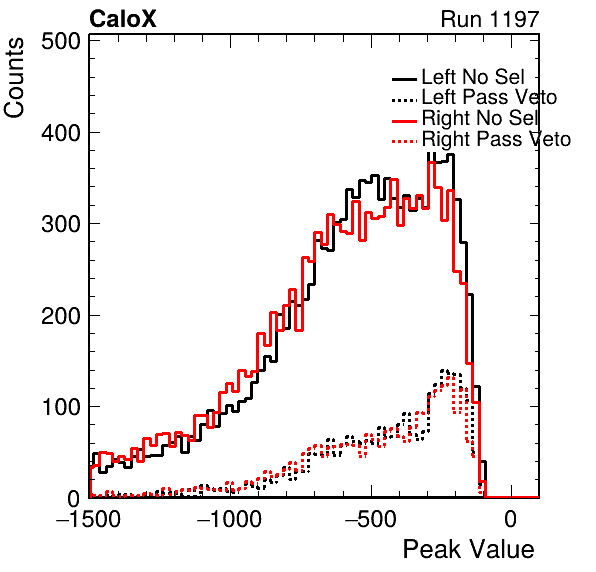 CaloX
Run 1197
Counts
500
400
300
200
100
0
Left No Sel
Left Pass Veto
Right No Sel
Right Pass Veto
−1500
−1000
−500
0
Peak Value